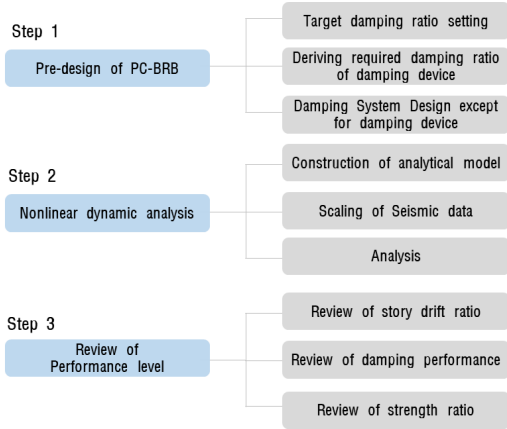 Step 1
Pre-design of PC-BRB
Target damping ratio setting
Deriving required damping ratio
of damping device
Damping System Design except
for damping device
Step 2
Nonlinear dynamic analysis
Construction of analytical model
Scaling of Seismic data
Analysis
Step 3
Review of
Performance level
Review of story drift ratio
Review of damping performance
Review of strength ratio